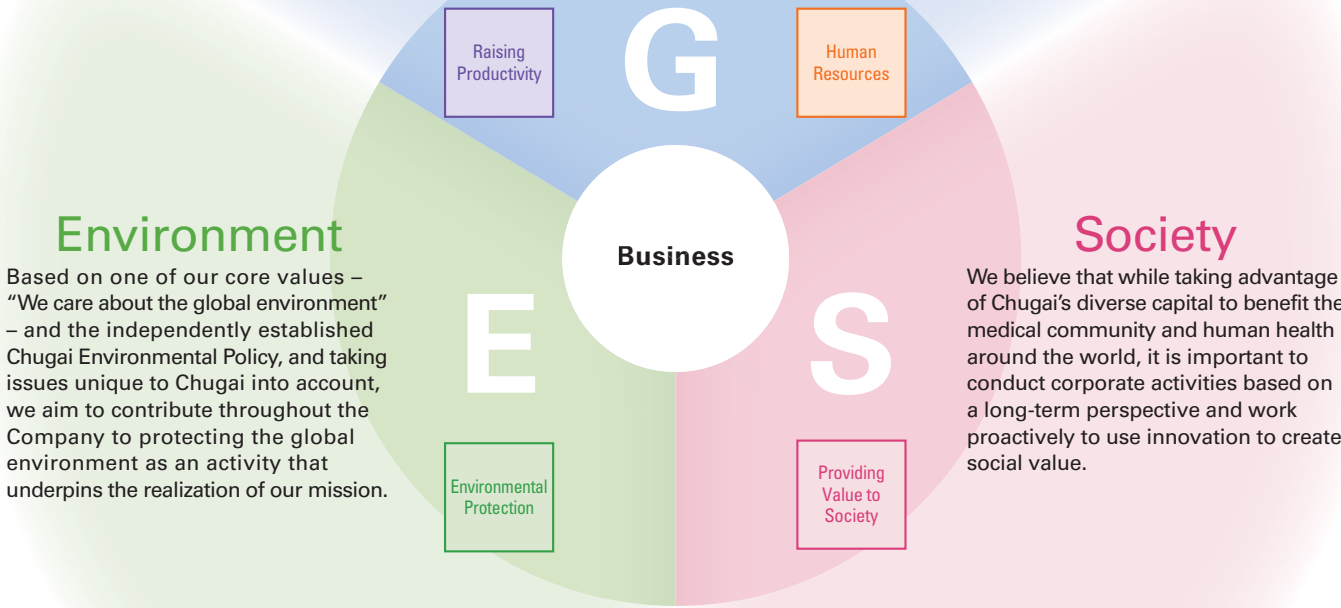 G
Raising
Productivity
Human
Resources
Business
Environment
Based on one of our core values –
“We care about the global environment”
– and the independently established
Chugai Environmental Policy, and taking
issues unique to Chugai into account,
we aim to contribute throughout the
Company to protecting the global
environment as an activity that
underpins the realization of our mission.
E
Environmental
Protection
S
Providing
Value to
Society
Society
We believe that while taking advantage
of Chugai’s diverse capital to benefit the
medical community and human health
around the world, it is important to
conduct corporate activities based on
a long-term perspective and work
proactively to use innovation to create
social value.